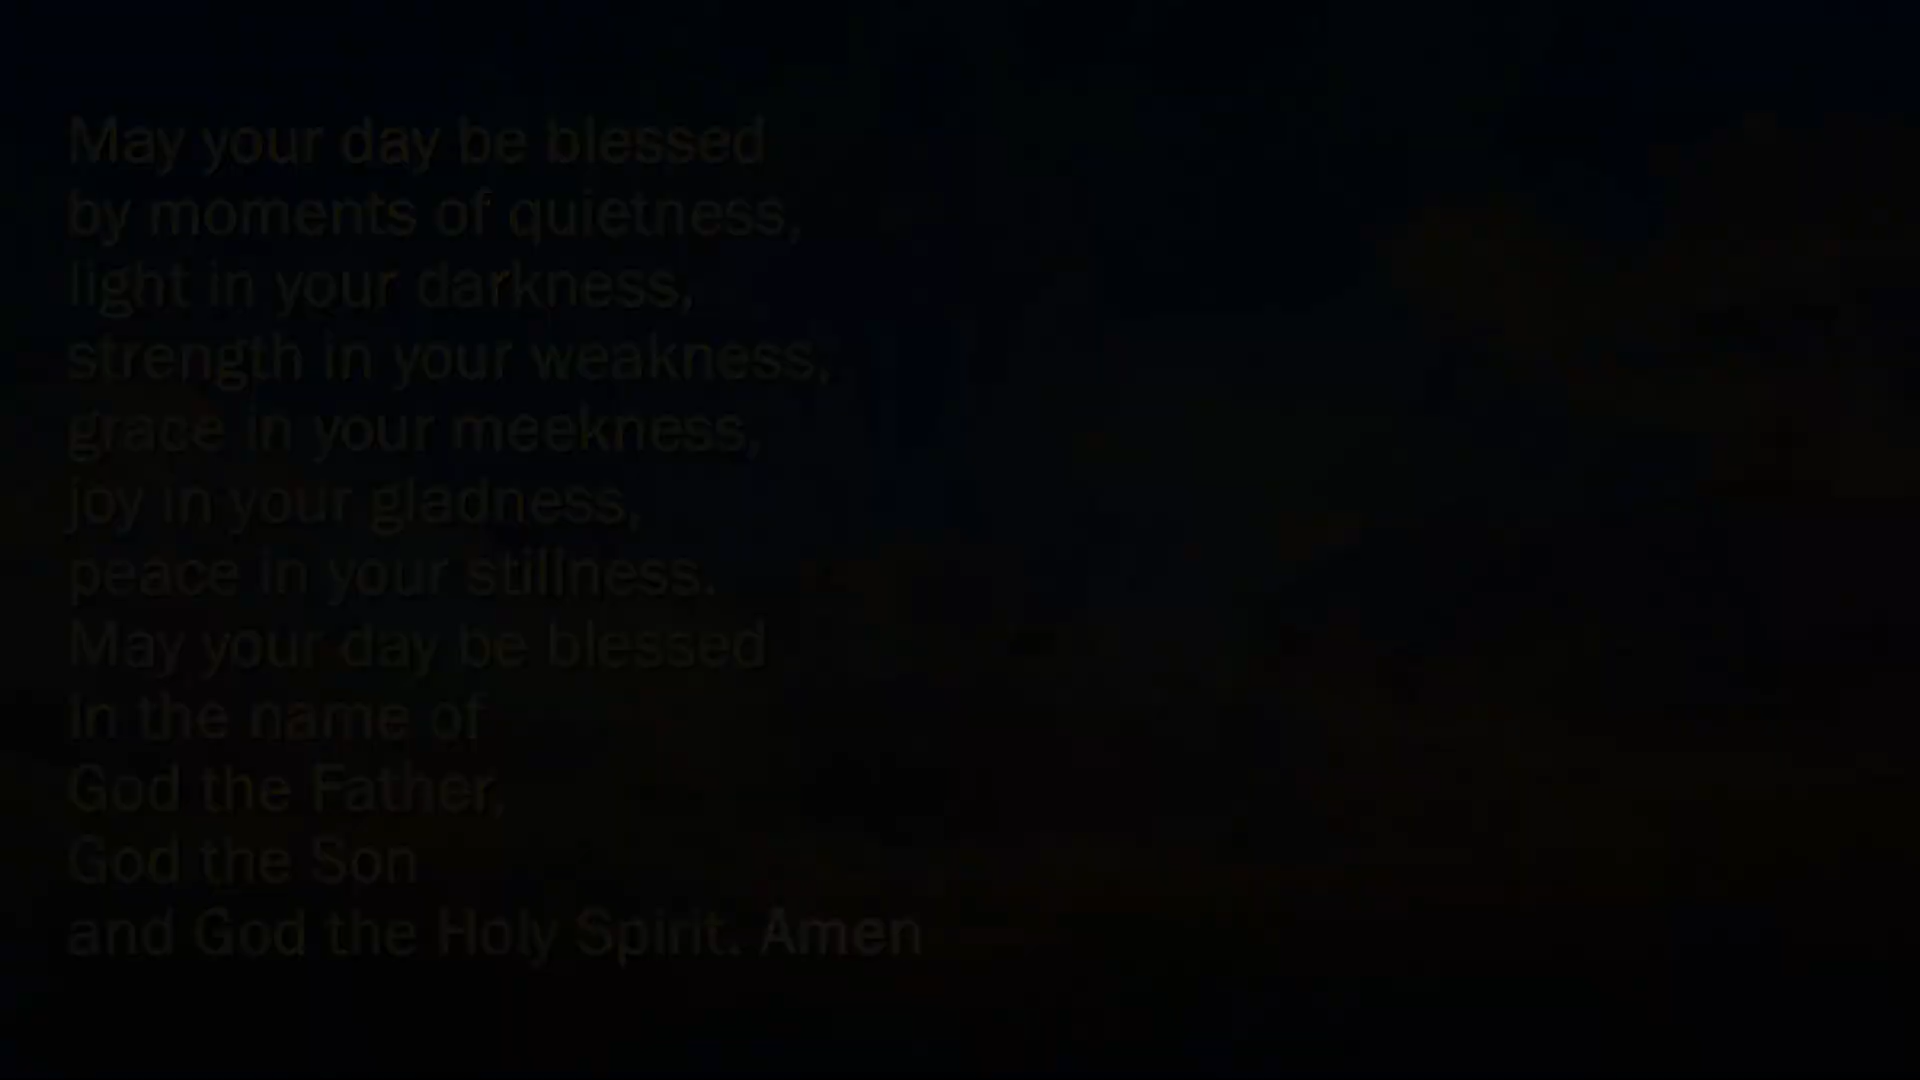 May your day be blessed
by moments of quietness,
light in your darkness,
strength in your weakness,
grace in your meekness,
joy in your gladness,
peace in your stillness.
May your day be blessed
In the name of
God the Father,
God the Son
and God the Holy Spirit. Amen